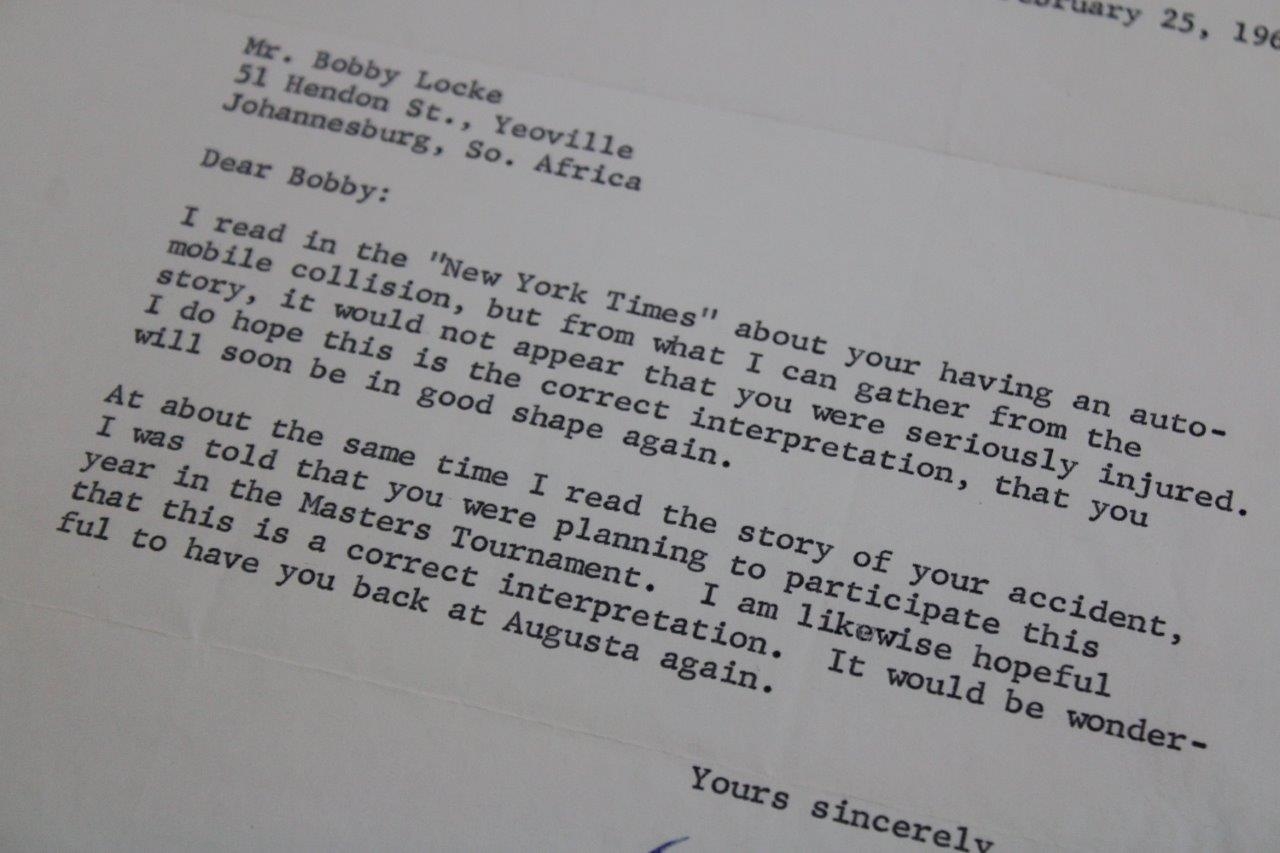 February 25, 196
Mr. Bobby Locke
51 Hendon St., Yeoville
Johannesburg, So. Africa
Dear Bobby:
I read in the "New York Times" about your having an auto-
mobile collision, but from what I can gather from the
story, it would not appear that you were seriously injured.
I do hope this is the correct interpretation, that you
will soon be in good shape again.
At about the same time I read the story of your accident,
I was told that you were planning to participate this
year in the Masters Tournament. I am likewise hopeful
that this is a correct interpretation. It would be wonder-
ful to have you back at Augusta again.
Yours sincerely